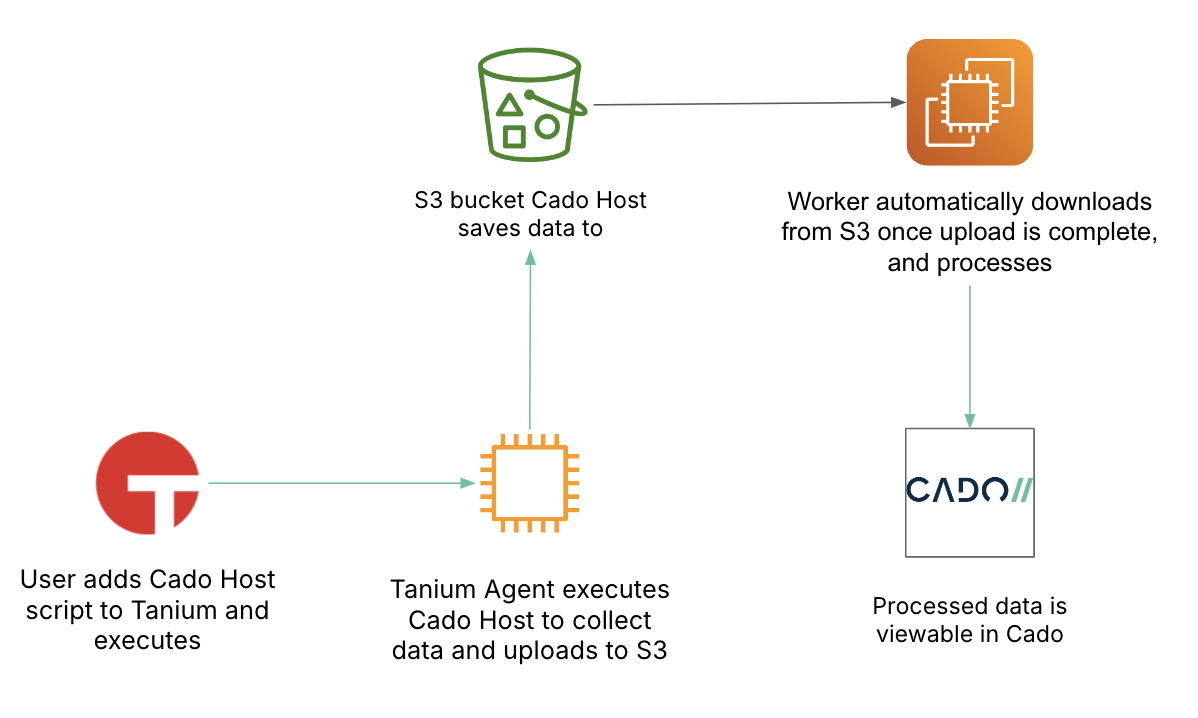 S3 bucket Cado Host
saves data to
Worker automatically downloads
from S3 once upload is complete,
and processes
User adds Cado Host
script to Tanium and
executes
Tanium Agent executes
Cado Host to collect
data and uploads to S3
CADO//
Processed data is
viewable in Cado